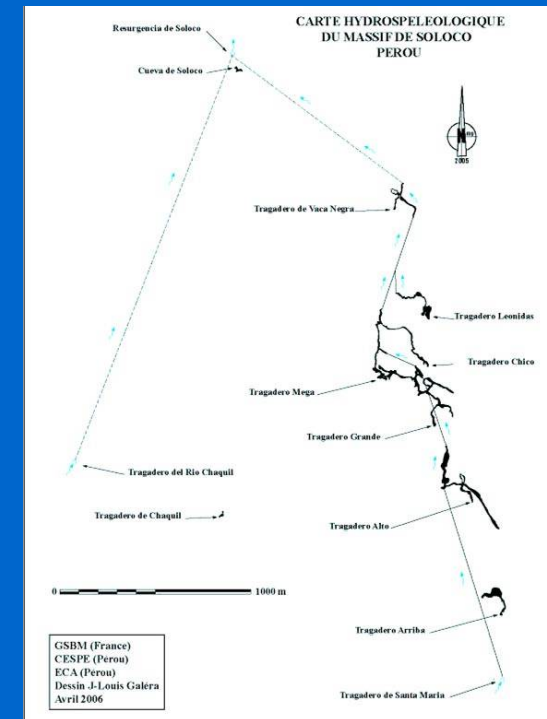 CARTE HYDROSPELEOLOGIQUE
DU MASSIF DE SOLOCO
PEROU
Resurgencia de Soloco
Cueva de Soloco
N
2005
Tragadero de Vaca Negra
Tragadero Leonidas
Tragadero Chico
Tragadero Mega
Tragadero Grande
Tragadero del Rio Chaquil
Tragadero de Chaquil
Tragadero Alto
0 1000 m
Tragadero Arriba
GSBM (France)
CESPE (Pérou)
ECA (Pérou)
Dessin J-Louis Galéra
Avril 2006
Tragadero de Santa Maria